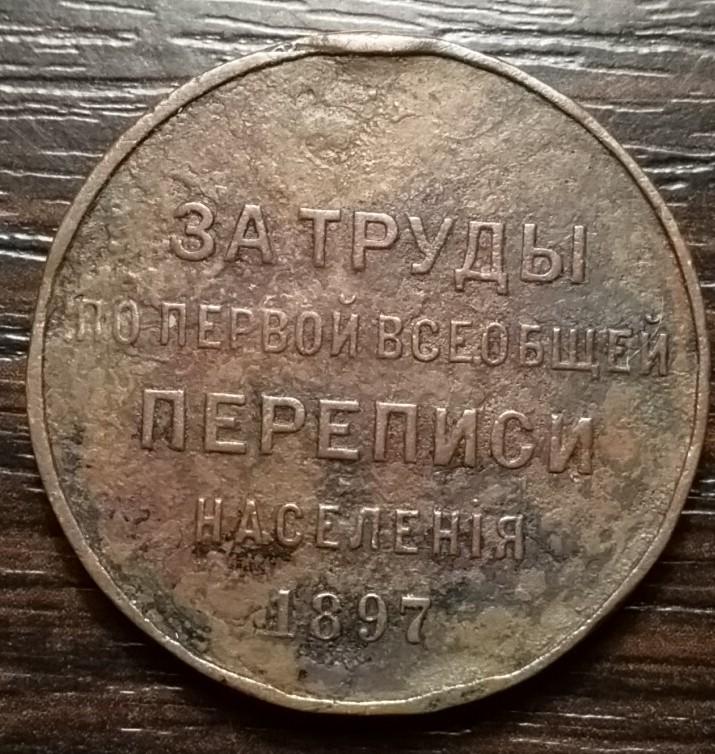 ЗА ТРУДЫ
ПО ПЕРВОЙ ВСЕОБЩЕЙ
ПЕРЕПИСИ
НАСЕЛЕНІЯ
1897